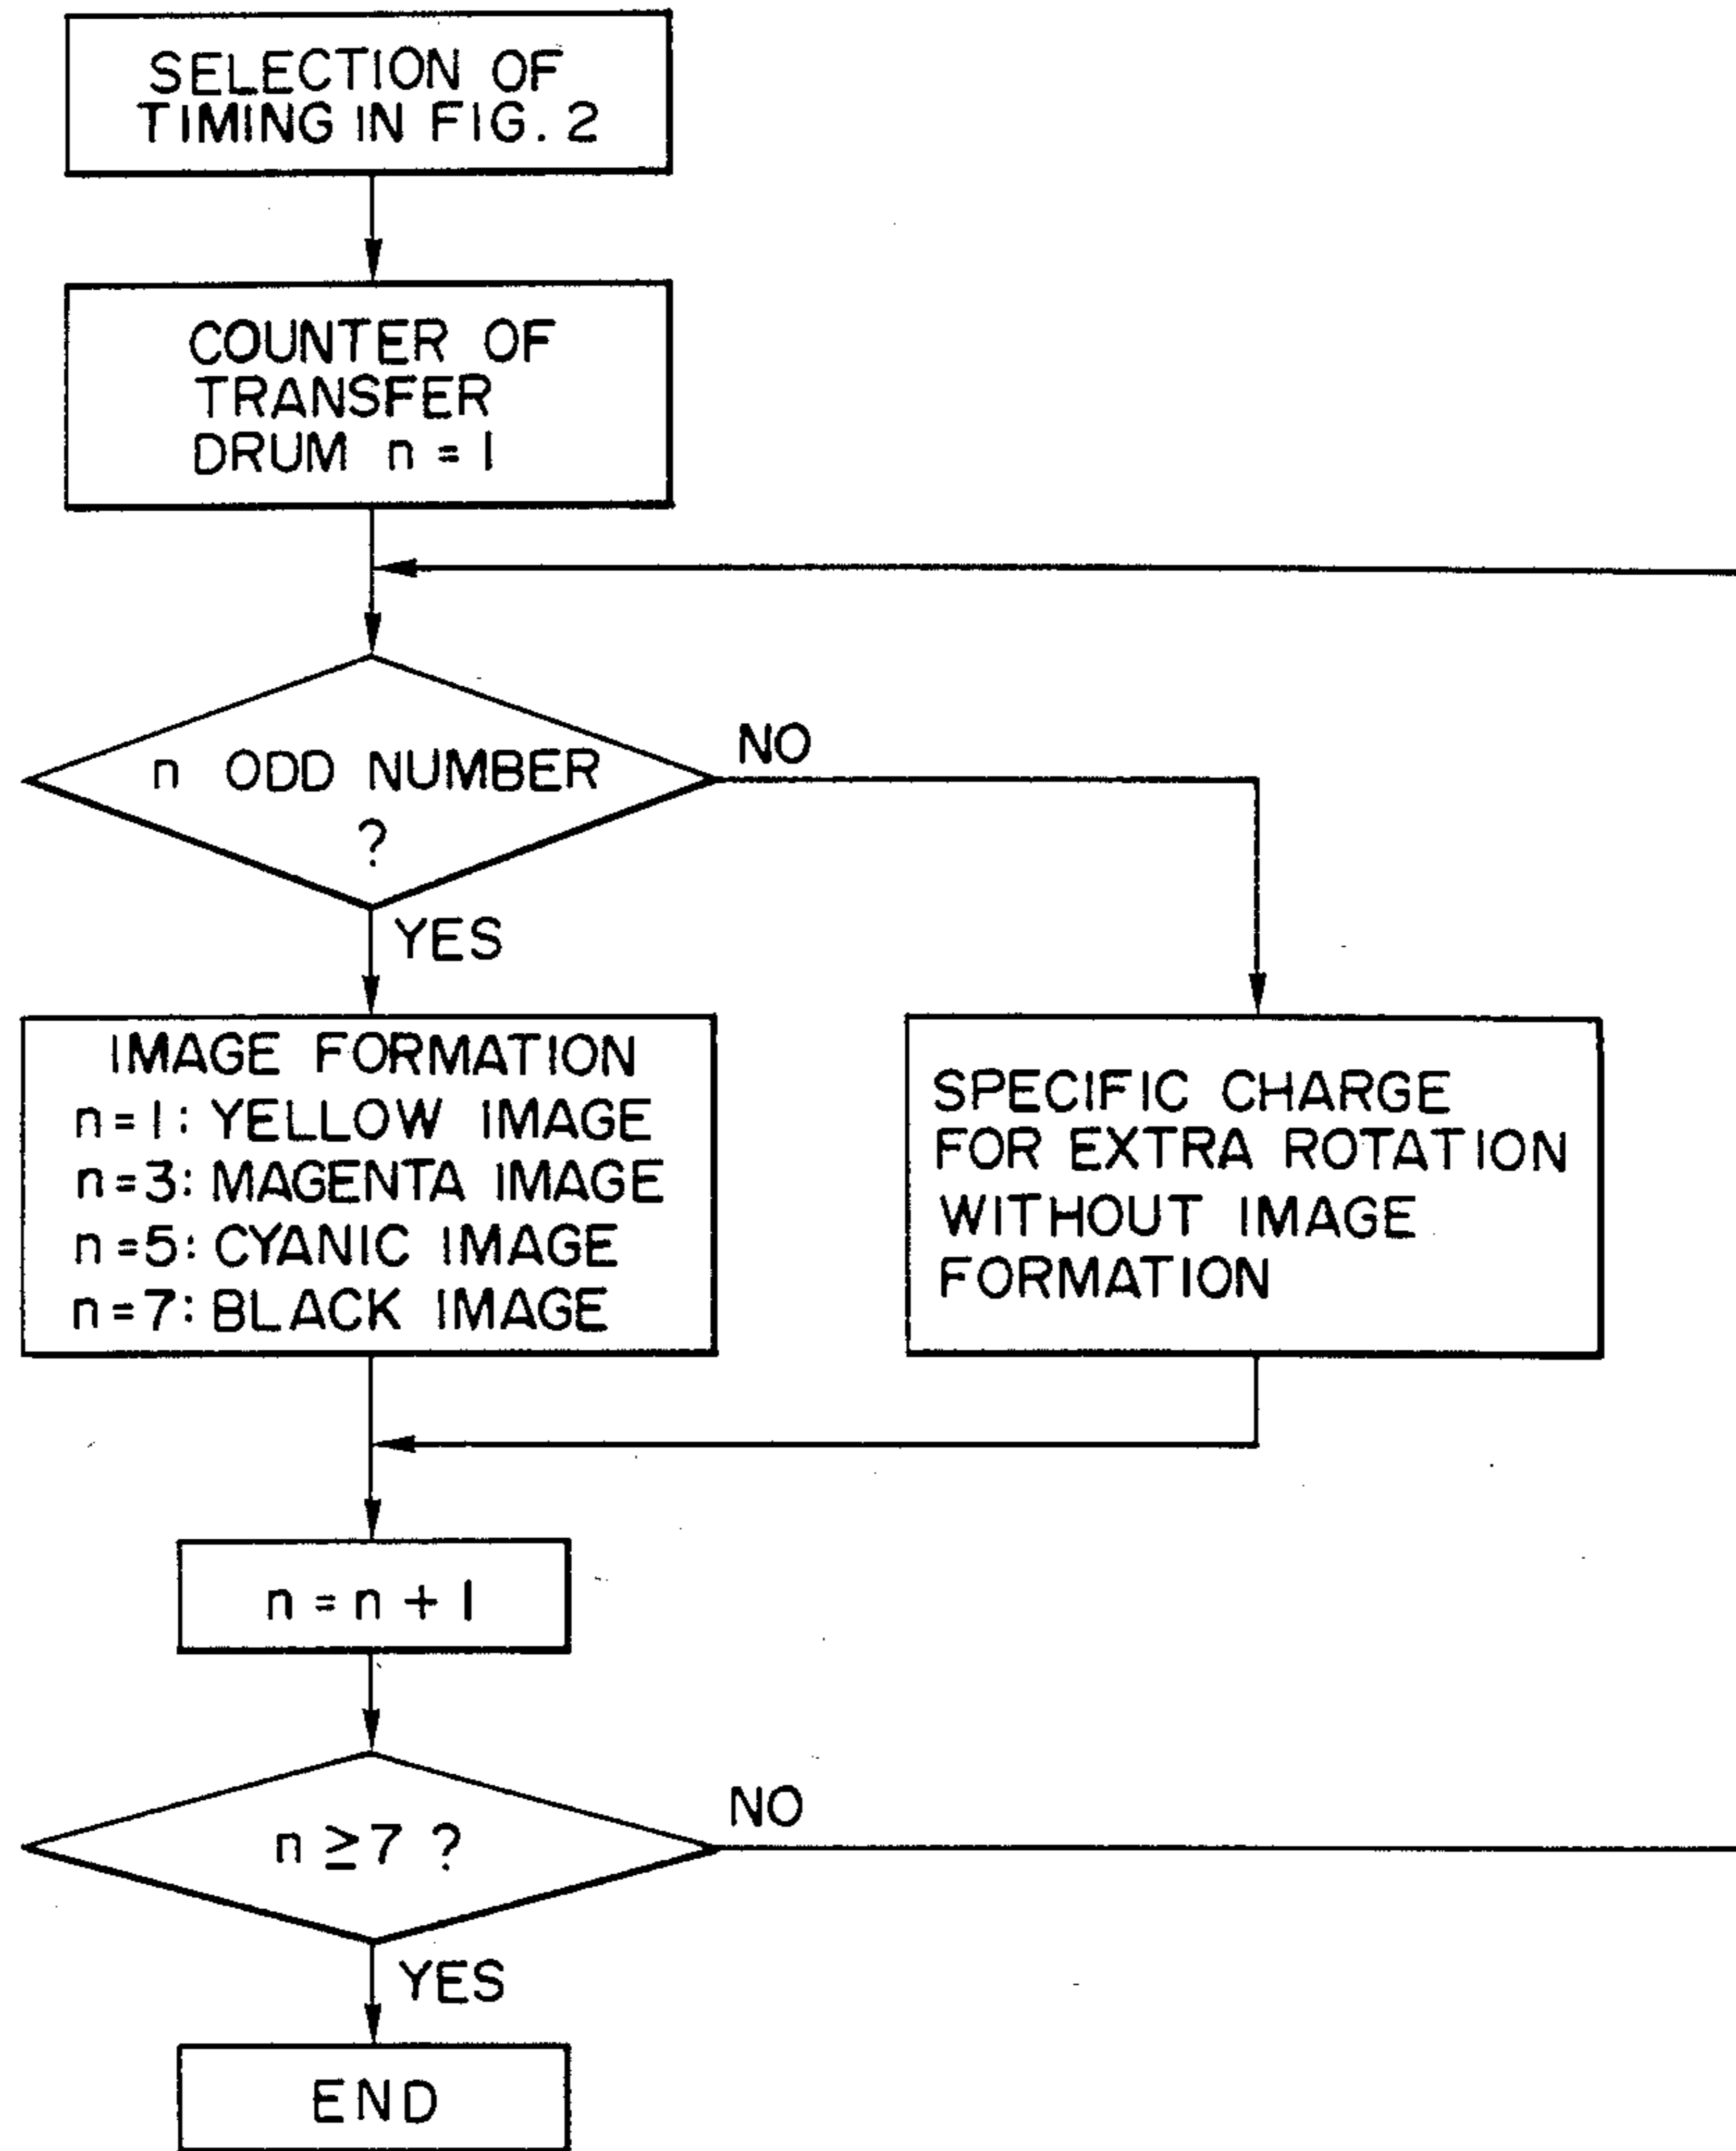 SELECTION OF
TIMING IN FIG. 2
COUNTER OF
TRANSFER
DRUM n = 1
n ODD NUMBER
?
NO
YES
IMAGE FORMATION
n=1: YELLOW IMAGE
n=3: MAGENTA IMAGE
n=5: CYANIC IMAGE
n=7: BLACK IMAGE
SPECIFIC CHARGE
FOR EXTRA ROTATION
WITHOUT IMAGE
FORMATION
n = n + 1
n ≥ 7 ?
NO
YES
END